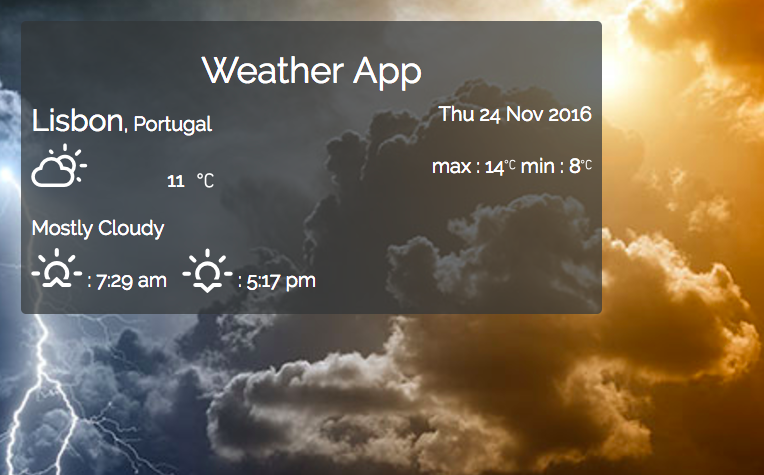 Weather App
Lisbon, Portugal
Thu 24 Nov 2016
11 °C
max : 14°C min : 8°C
Mostly Cloudy
: 7:29 am : 5:17 pm